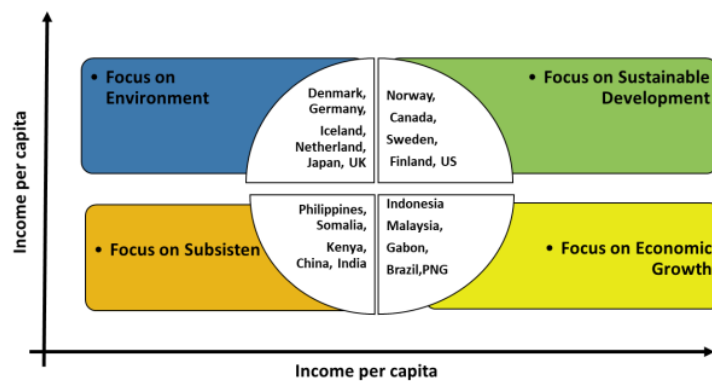 Income per capita
• Focus on
Environment
Denmark,
Germany,
Iceland,
Netherland,
Japan, UK
Norway,
Canada,
Sweden,
Finland, US
• Focus on Sustainable
Development
• Focus on Subsisten
Philippines,
Somalia,
Kenya,
China, India
Indonesia
Malaysia,
Gabon,
Brazil,PNG
• Focus on Economic
Growth
Income per capita